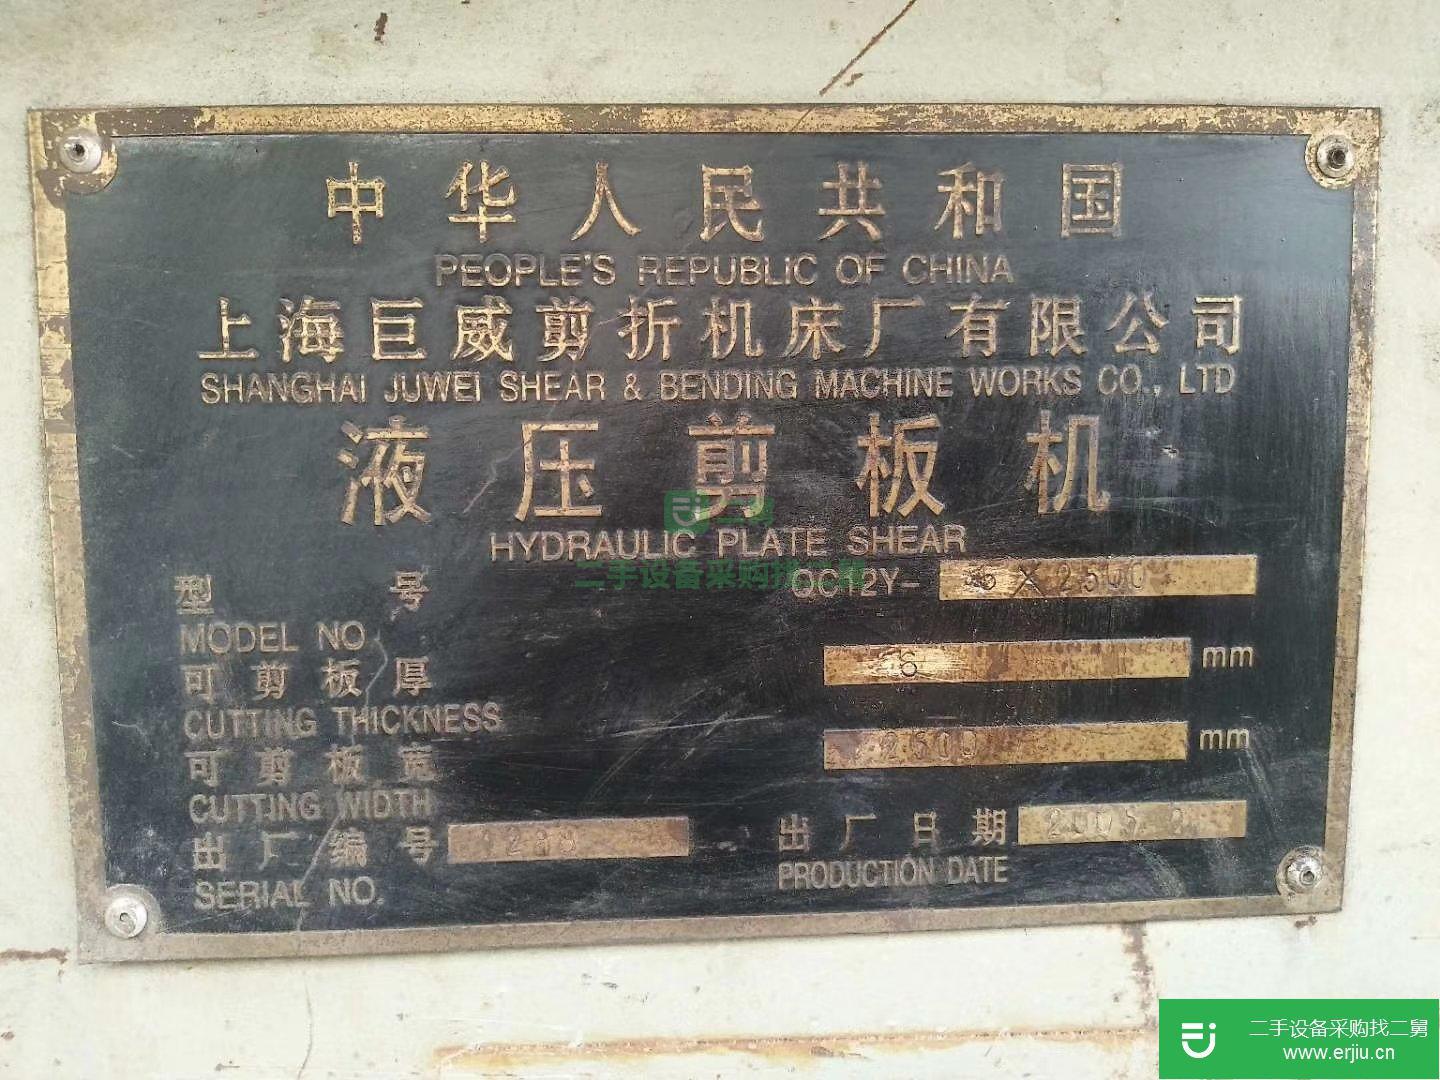 中华人民共和国
PEOPLE'S REPUBLIC OF CHINA
上海巨威剪折机床厂有限公司
SHANGHAI JUWEI SHEAR & BENDING MACHINE WORKS CO., LTD
液压剪板机
HYDRAULIC PLATE SHEAR
二手设备采购找二舅
型号 QC12Y- 6×2500
MODEL NO
可剪板厚 6 mm
CUTTING THICKNESS
可剪板宽 2500 mm
CUTTING WIDTH
出厂编号 出厂日期
SERIAL NO. PRODUCTION DATE
二手设备采购找二舅
www.erjiu.cn